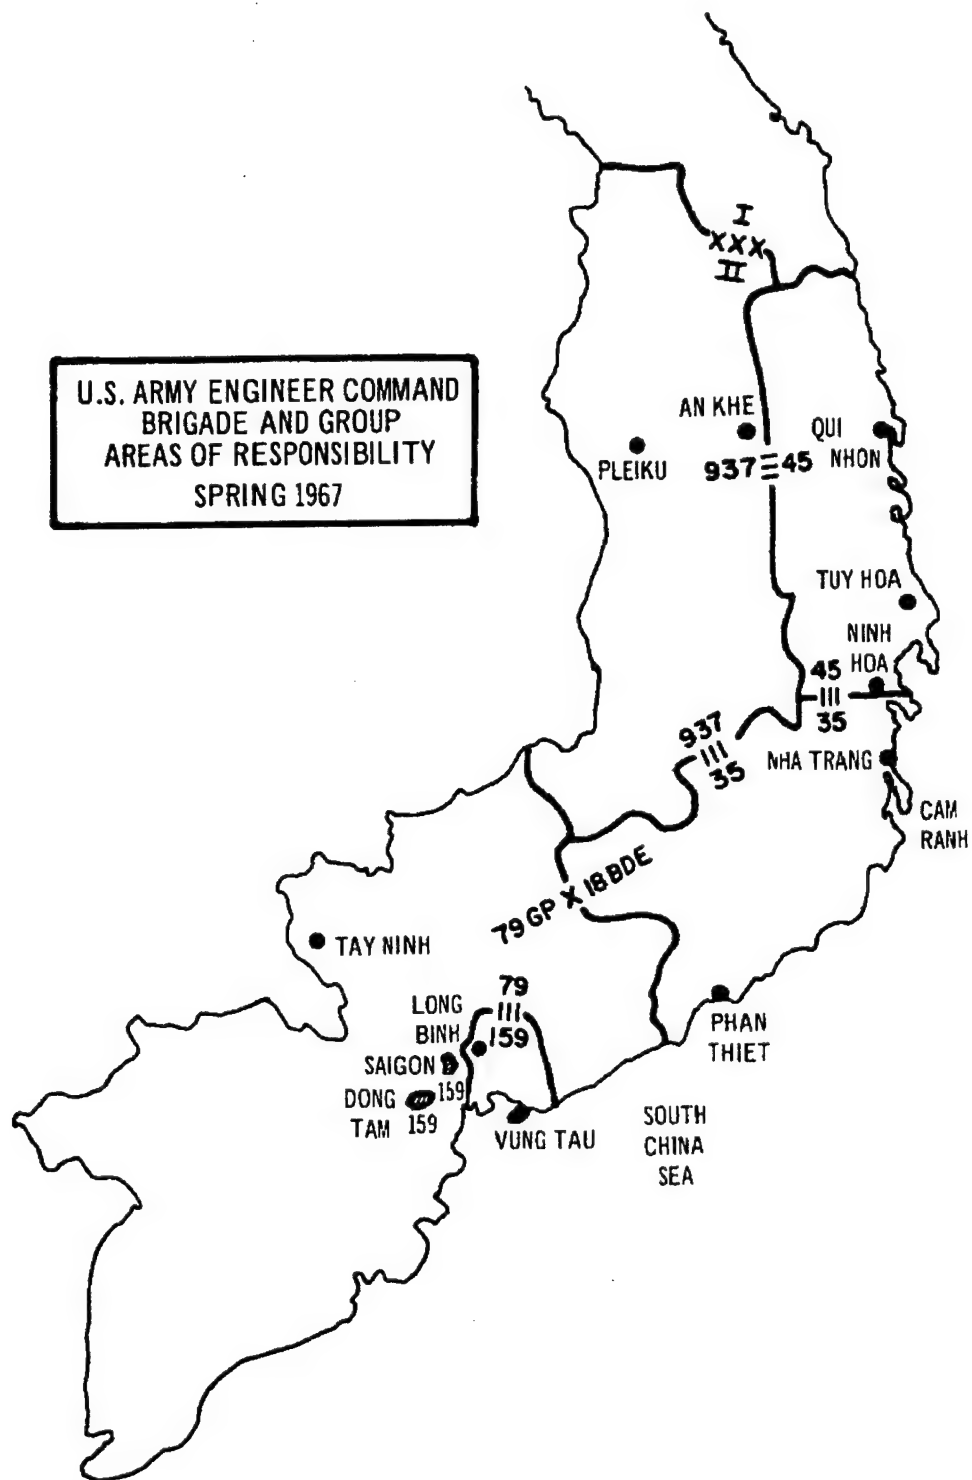 I
XXX
II
U.S. ARMY ENGINEER COMMAND
BRIGADE AND GROUP
AREAS OF RESPONSIBILITY
SPRING 1967
AN KHE
PLEIKU
QUI
NHON
937 III 45
TUY HOA
NINH
HOA
45
III
35
937
III
35
NHA TRANG
CAM
RANH
79 GP X 18 BDE
TAY NINH
79
III
159
LONG
BINH
SAIGON
159
DONG
TAM
159
VUNG TAU
PHAN
THIET
SOUTH
CHINA
SEA